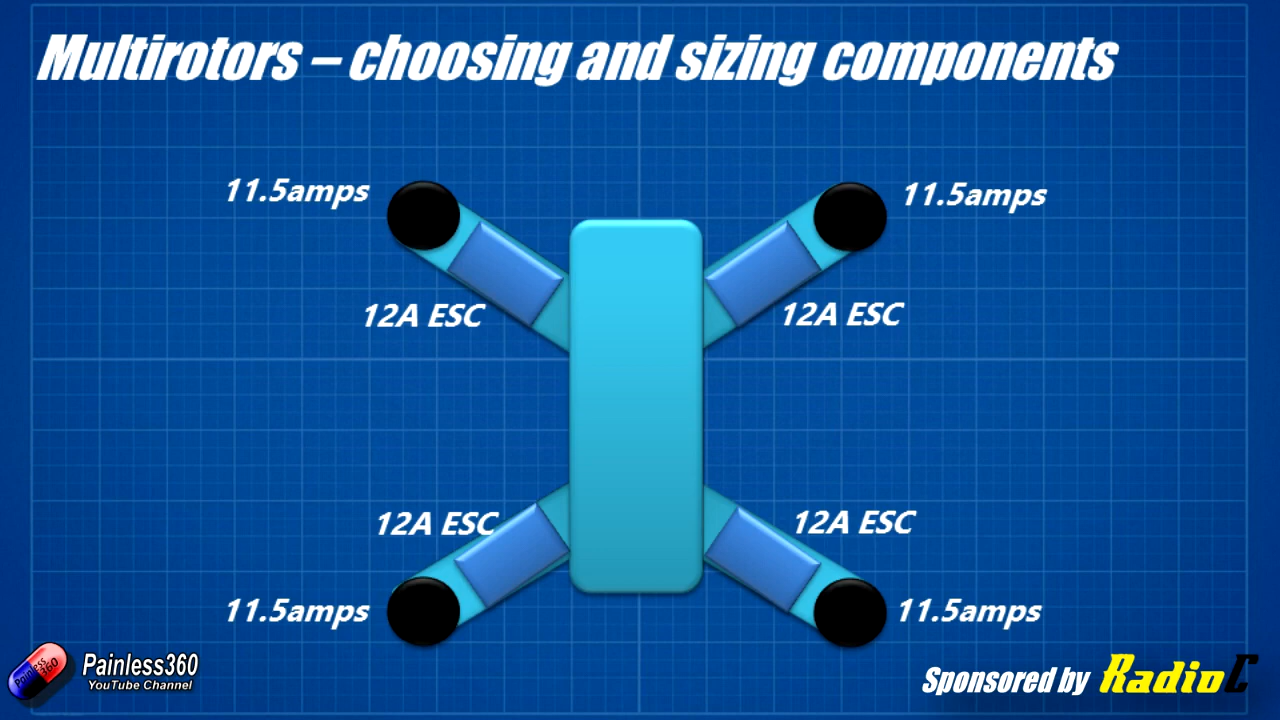 Multirotors – choosing and sizing components
11.5amps
11.5amps
12A ESC
12A ESC
12A ESC
12A ESC
11.5amps
11.5amps
Painless360
Painless360
YouTube Channel
Sponsored by RadioC